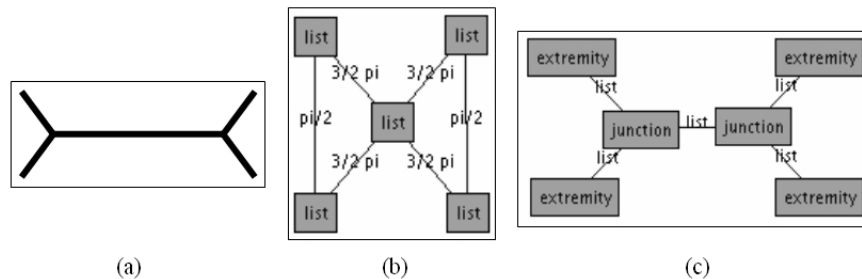 list list
3/2 pi 3/2 pi
pi/2 list pi/2
3/2 pi 3/2 pi
list list
extremity extremity
list list
junction list junction
list list
extremity extremity
(a) (b) (c)